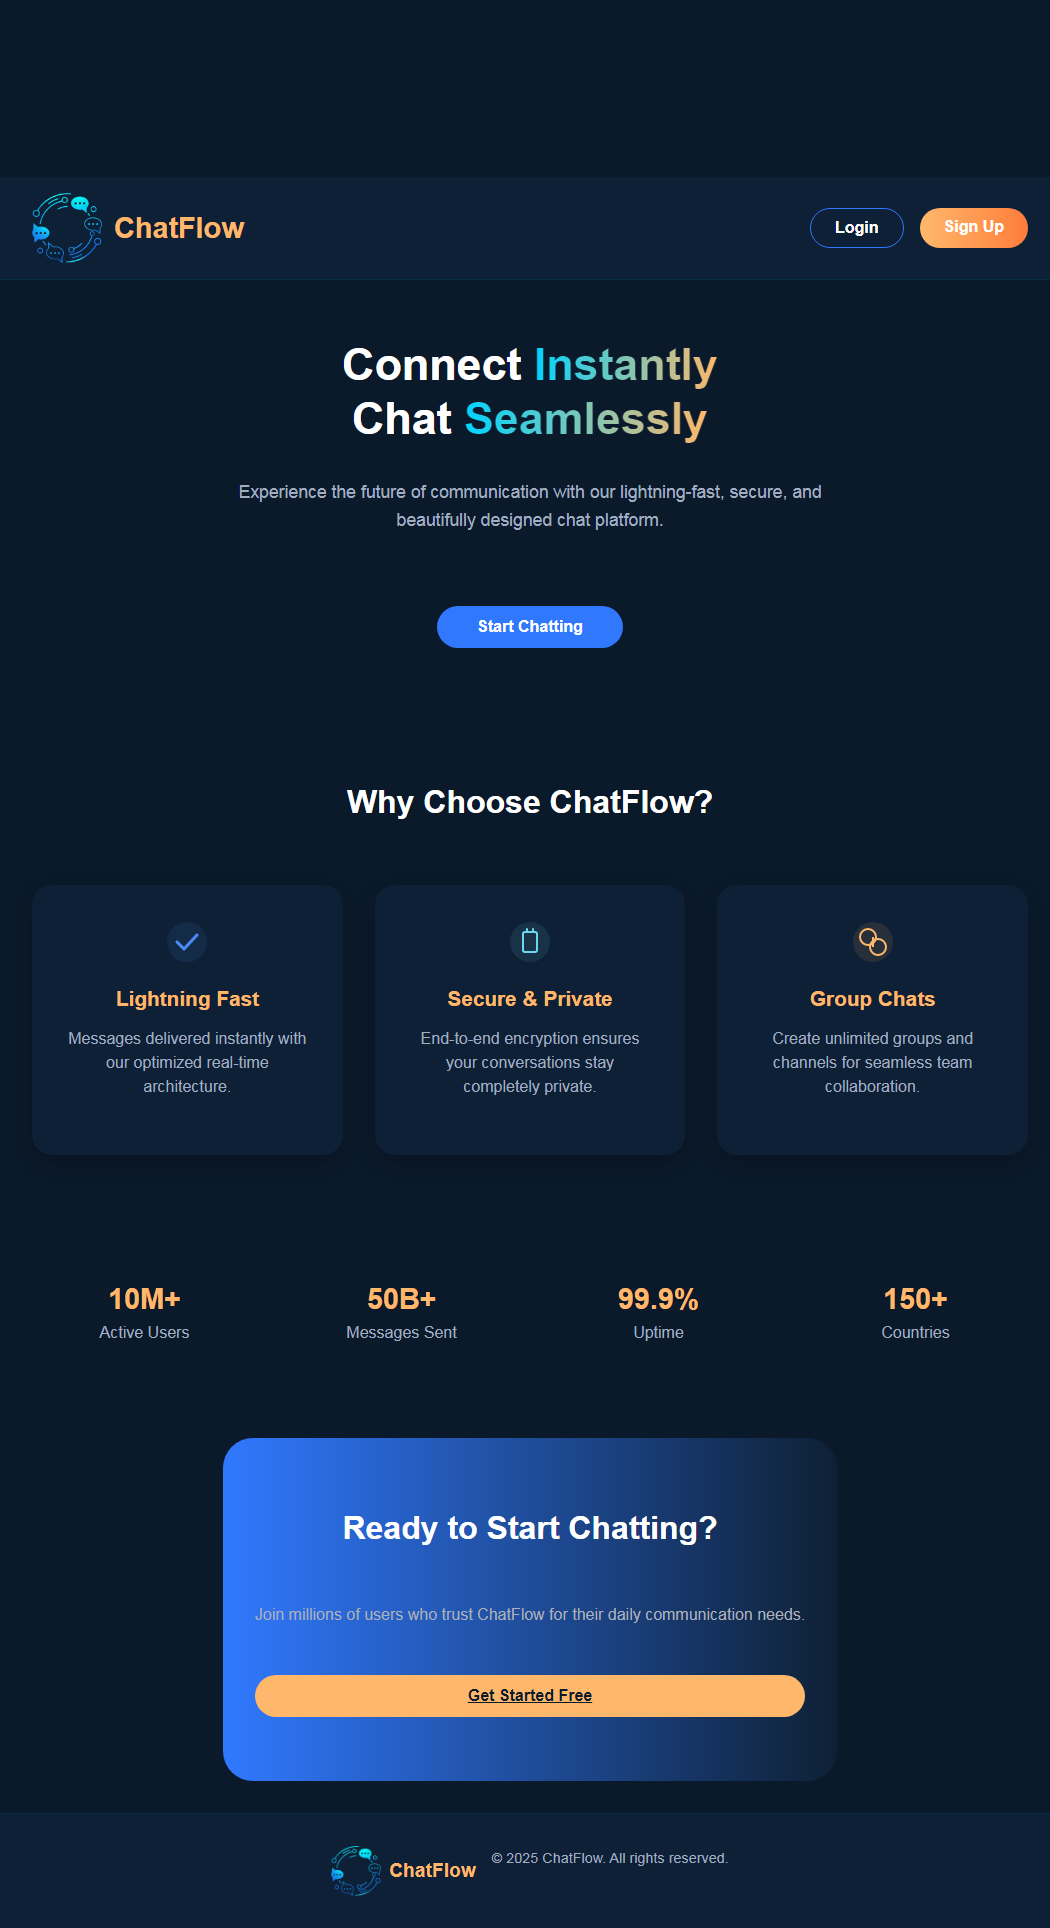 ChatFlow
Login
Sign Up
Connect Instantly
Chat Seamlessly
Experience the future of communication with our lightning-fast, secure, and
beautifully designed chat platform.
Start Chatting
Why Choose ChatFlow?
Lightning Fast
Messages delivered instantly with
our optimized real-time
architecture.
Secure & Private
End-to-end encryption ensures
your conversations stay
completely private.
Group Chats
Create unlimited groups and
channels for seamless team
collaboration.
10M+
Active Users
50B+
Messages Sent
99.9%
Uptime
150+
Countries
Ready to Start Chatting?
Join millions of users who trust ChatFlow for their daily communication needs.
Get Started Free
ChatFlow
© 2025 ChatFlow. All rights reserved.